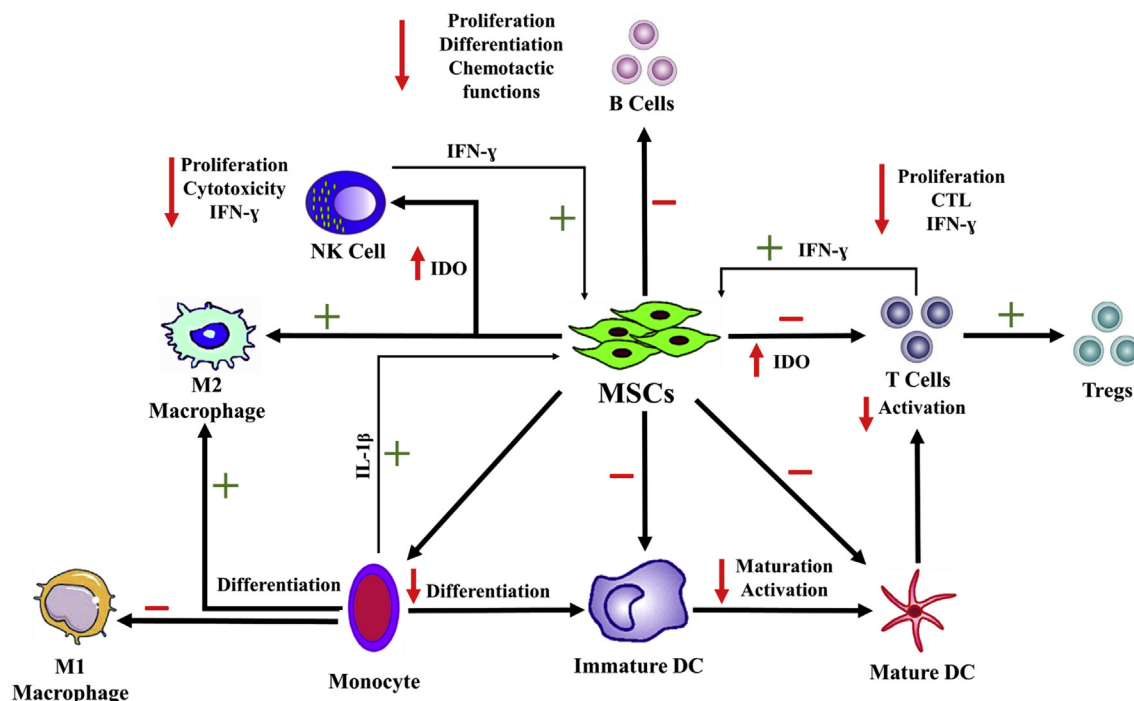 Proliferation
Differentiation
Chemotactic
functions
B Cells
Proliferation
Cytotoxicity
IFN-ɣ
NK Cell
IFN-ɣ
+
−
IDO
Proliferation
CTL
IFN-ɣ
+
IFN-ɣ
M2
Macrophage
+
MSCs
−
IDO
T Cells
Activation
+
Tregs
IL-1β
+
+
−
−
M1
Macrophage
−
Differentiation
Monocyte
Differentiation
Immature DC
Maturation
Activation
Mature DC